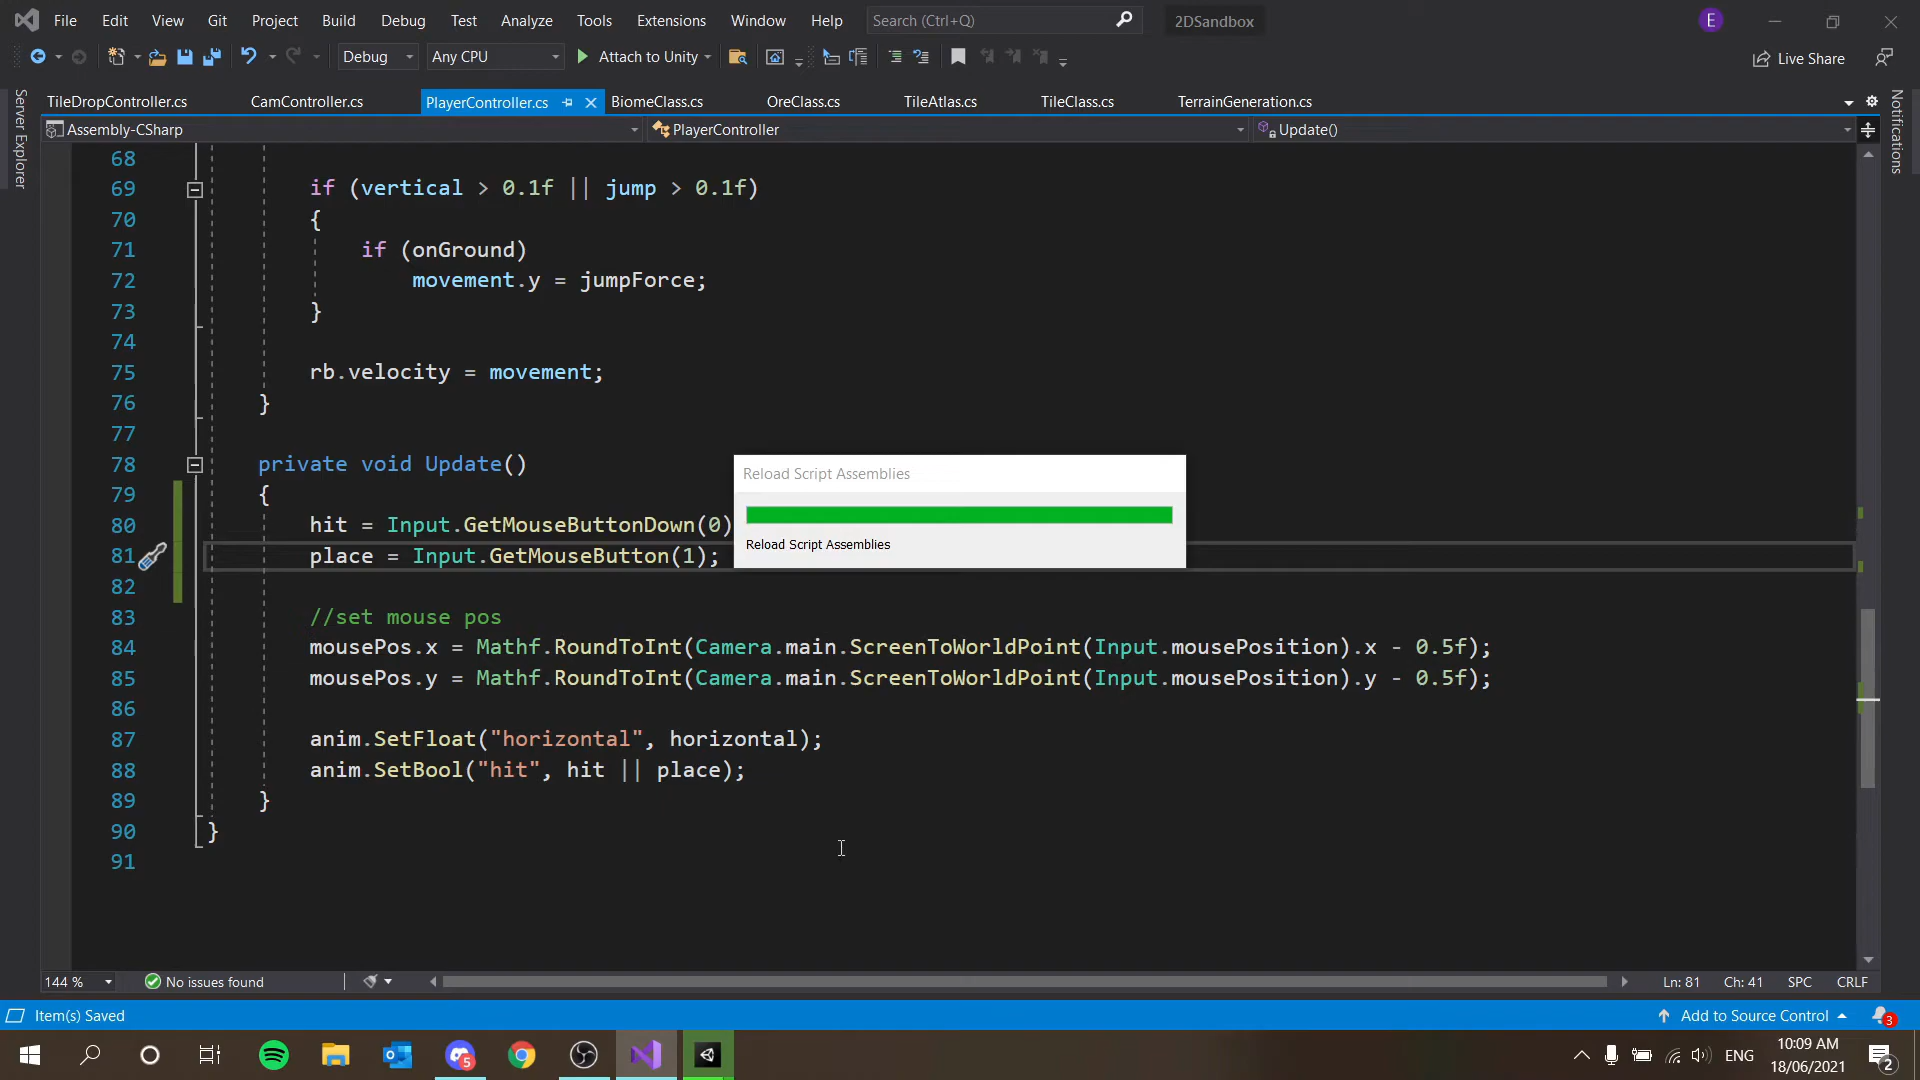 File Edit View Git Project Build Debug Test Analyze Tools Extensions Window Help Search (Ctrl+Q) 2DSandbox E
Debug Any CPU Attach to Unity Live Share
TileDropController.cs CamController.cs PlayerController.cs BiomeClass.cs OreClass.cs TileAtlas.cs TileClass.cs TerrainGeneration.cs
Assembly-CSharp PlayerController Update()
Server Explorer
Notifications
68
69 if (vertical > 0.1f || jump > 0.1f)
70 {
71 if (onGround)
72 movement.y = jumpForce;
73 }
74
75 rb.velocity = movement;
76 }
77
78 private void Update()
79 {
80 hit = Input.GetMouseButtonDown(0)
81 place = Input.GetMouseButton(1);
82
83 //set mouse pos
84 mousePos.x = Mathf.RoundToInt(Camera.main.ScreenToWorldPoint(Input.mousePosition).x - 0.5f);
85 mousePos.y = Mathf.RoundToInt(Camera.main.ScreenToWorldPoint(Input.mousePosition).y - 0.5f);
86
87 anim.SetFloat("horizontal", horizontal);
88 anim.SetBool("hit", hit || place);
89 }
90 }
91
Reload Script Assemblies
Reload Script Assemblies
144 % No issues found Ln: 81 Ch: 41 SPC CRLF
Item(s) Saved Add to Source Control 3
5 ENG 10:09 AM
18/06/2021 2